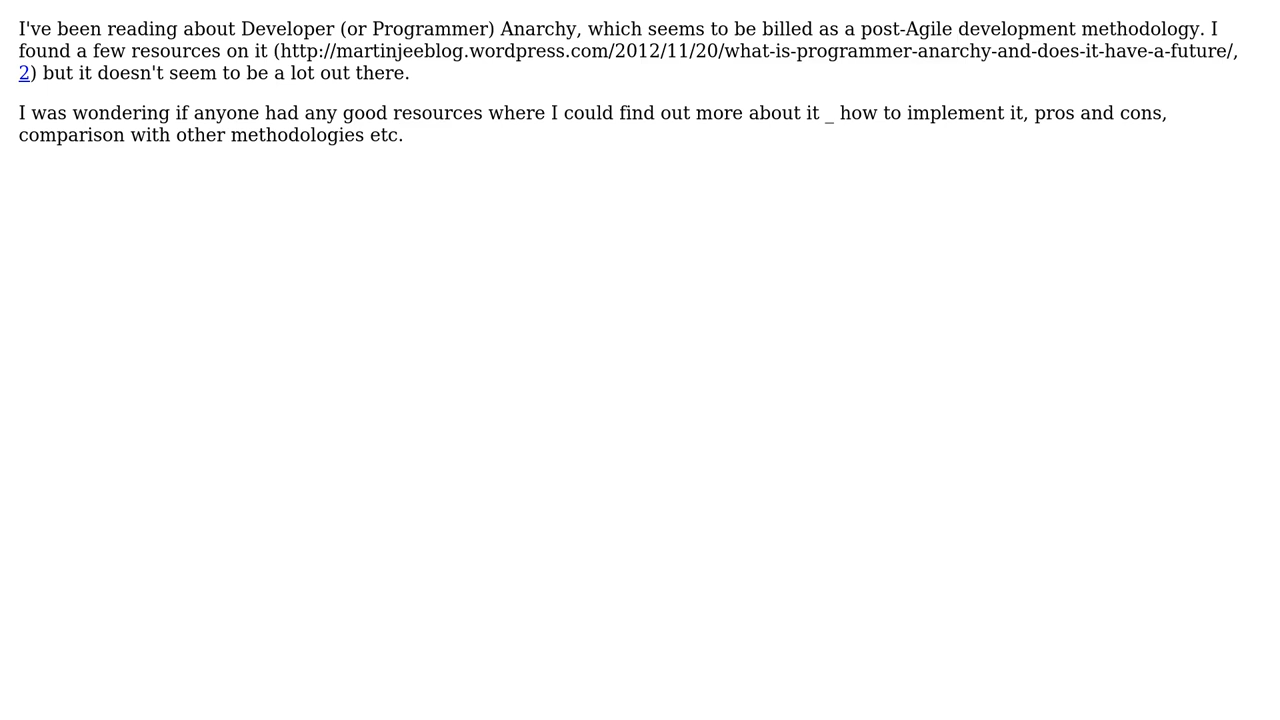 I've been reading about Developer (or Programmer) Anarchy, which seems to be billed as a post-Agile development methodology. I
found a few resources on it (http://martinjeeblog.wordpress.com/2012/11/20/what-is-programmer-anarchy-and-does-it-have-a-future/,
2) but it doesn't seem to be a lot out there.
I was wondering if anyone had any good resources where I could find out more about it _ how to implement it, pros and cons,
comparison with other methodologies etc.